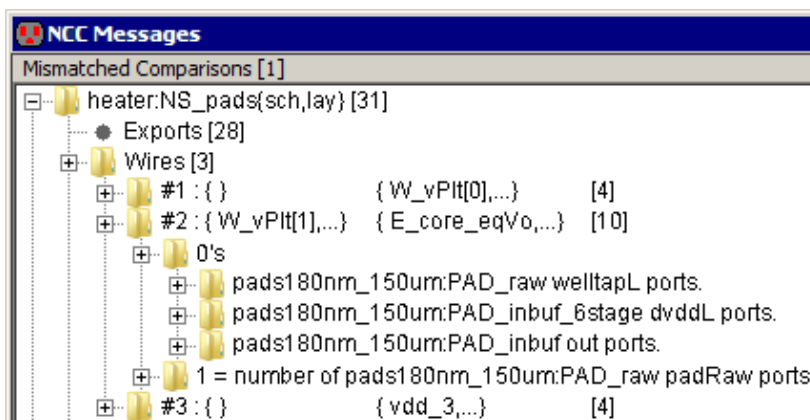 NCC Messages
Mismatched Comparisons [1]
heater:NS_pads{sch,lay} [31]
Exports [28]
Wires [3]
#1 : { } { W_vPlt[0],...} [4]
#2 : { W_vPlt[1],...} { E_core_eqVo,...} [10]
0's
pads180nm_150um:PAD_raw welltapL ports.
pads180nm_150um:PAD_inbuf_6stage dvddL ports.
pads180nm_150um:PAD_inbuf out ports.
1 = number of pads180nm_150um:PAD_raw padRaw ports
#3 : { } { vdd_3,...} [4]